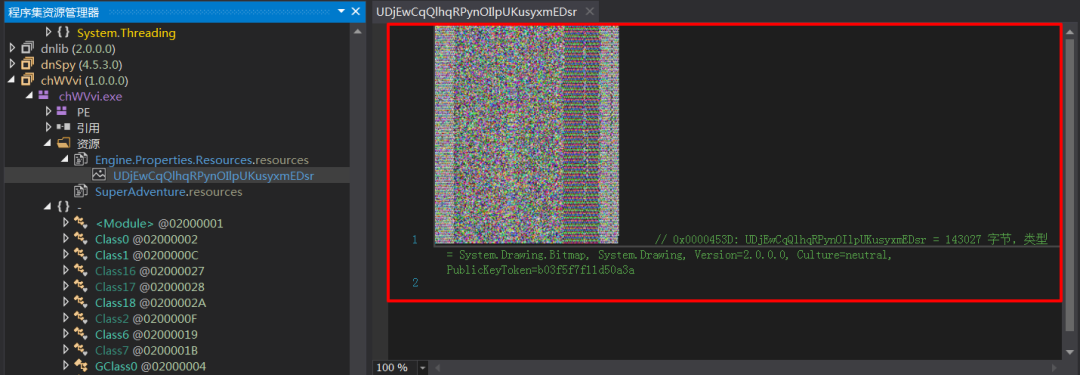 程序集资源管理器
System.Threading
dnlib (2.0.0.0)
dnSpy (4.5.3.0)
chWVvi (1.0.0.0)
chWVvi.exe
PE
引用
资源
Engine.Properties.Resources.resources
UDjEwCqQlhqRPynOIlpUKusyxmEDsr
SuperAdventure.resources
{ } -
<Module> @02000001
Class0 @02000002
Class1 @0200000C
Class16 @02000027
Class17 @02000028
Class18 @0200002A
Class2 @0200000F
Class6 @02000019
Class7 @0200001B
GClass0 @02000004
UDjEwCqQlhqRPynOIlpUKusyxmEDsr
1 // 0x0000453D: UDjEwCqQlhqRPynOIlpUKusyxmEDsr = 143027 字节, 类型
= System.Drawing.Bitmap, System.Drawing, Version=2.0.0.0, Culture=neutral,
PublicKeyToken=b03f5f7f11d50a3a
2
100 %